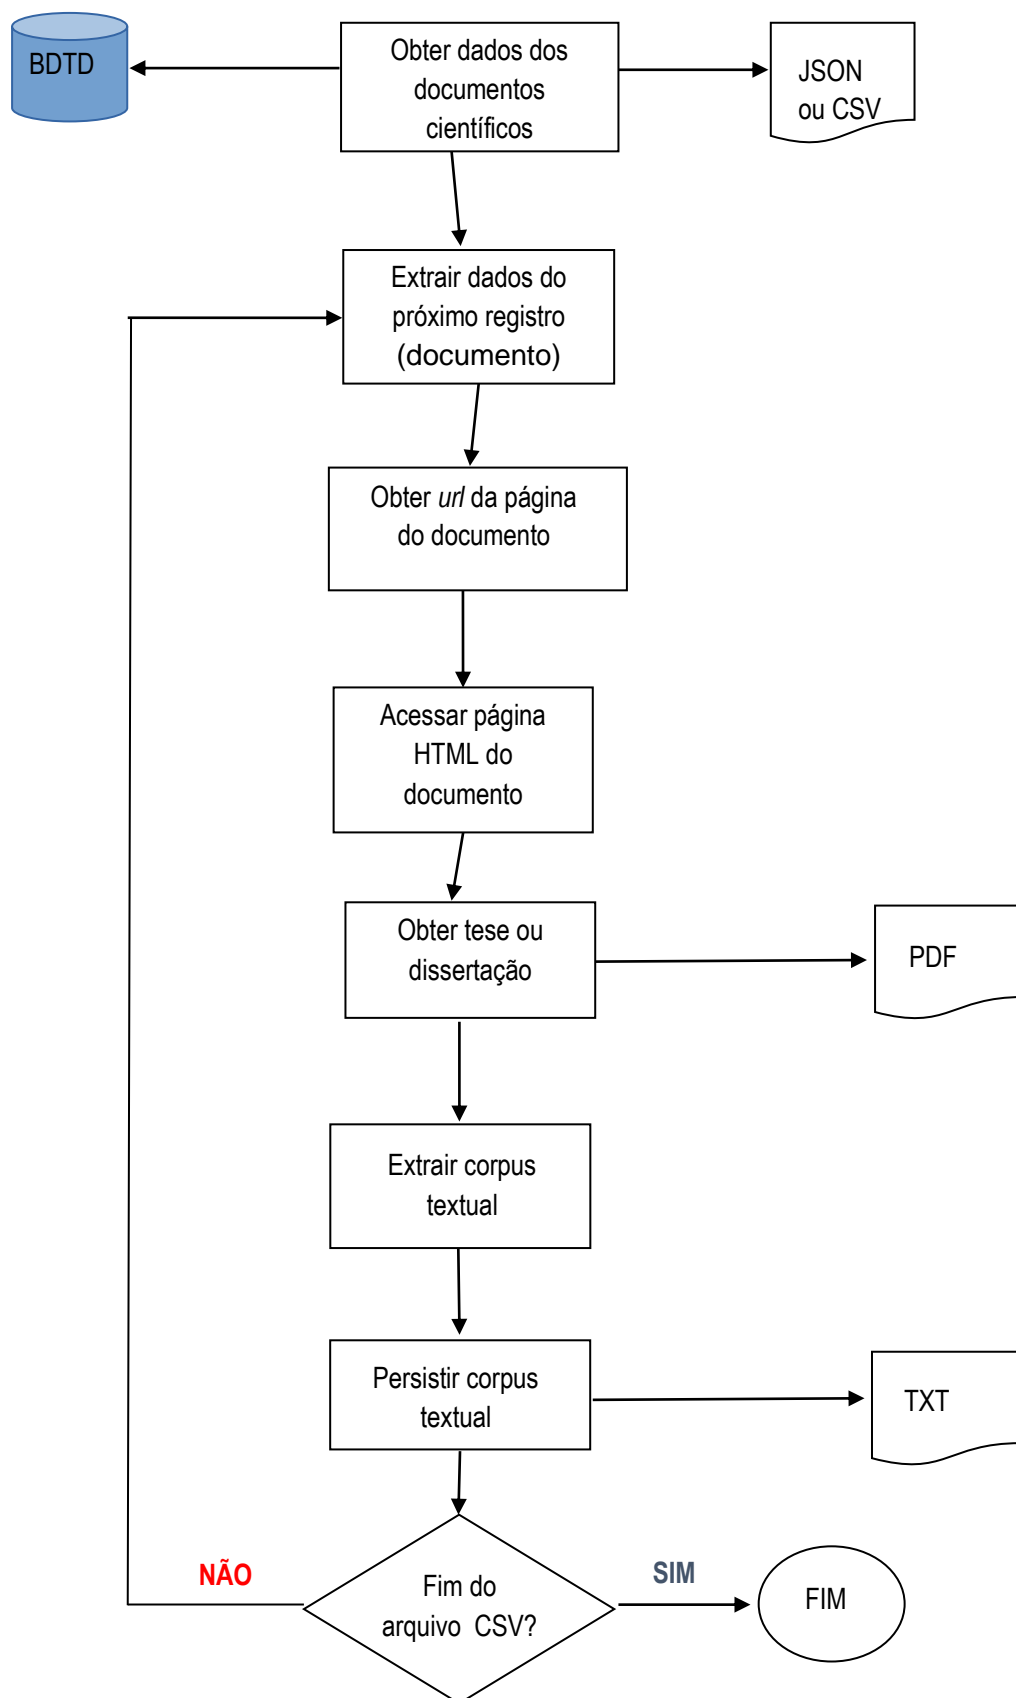 BDTD
Obter dados dos
documentos
científicos
JSON
ou CSV
Extrair dados do
próximo registro
(documento)
Obter url da página
do documento
Acessar página
HTML do
documento
Obter tese ou
dissertação
PDF
Extrair corpus
textual
Persistir corpus
textual
TXT
NÃO
Fim do
arquivo CSV?
SIM
FIM